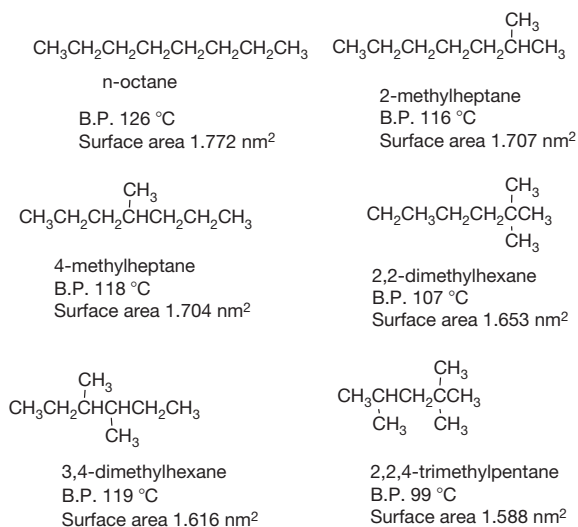 CH₃
CH₃CH₂CH₂CH₂CH₂CH₂CH₂CH₃
CH₃CH₂CH₂CH₂CH₂CHCH₃
n-octane
B.P. 126 °C
Surface area 1.772 nm²
2-methylheptane
B.P. 116 °C
Surface area 1.707 nm²
CH₃
CH₃CH₂CH₂CHCH₂CH₂CH₃
4-methylheptane
B.P. 118 °C
Surface area 1.704 nm²
CH₃
CH₂CH₃CH₂CH₂CCH₃
CH₃
2,2-dimethylhexane
B.P. 107 °C
Surface area 1.653 nm²
CH₃
CH₃CH₂CHCHCH₂CH₃
CH₃
3,4-dimethylhexane
B.P. 119 °C
Surface area 1.616 nm²
CH₃
CH₃CHCH₂CCH₃
CH₃ CH₃
2,2,4-trimethylpentane
B.P. 99 °C
Surface area 1.588 nm²